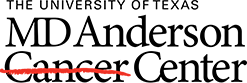 THE UNIVERSITY OF TEXAS
MD Anderson
Cancer Center